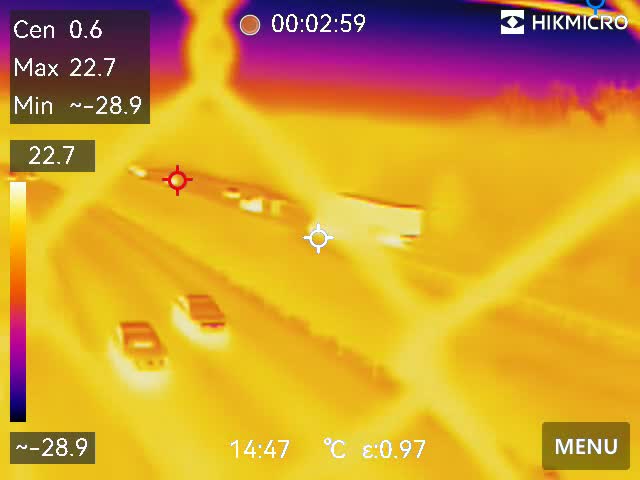 Cen 0.6
00:02:59
HIKMICRO
Max 22.7
Min ~-28.9
22.7
~-28.9
14:47 °C ε:0.97
MENU